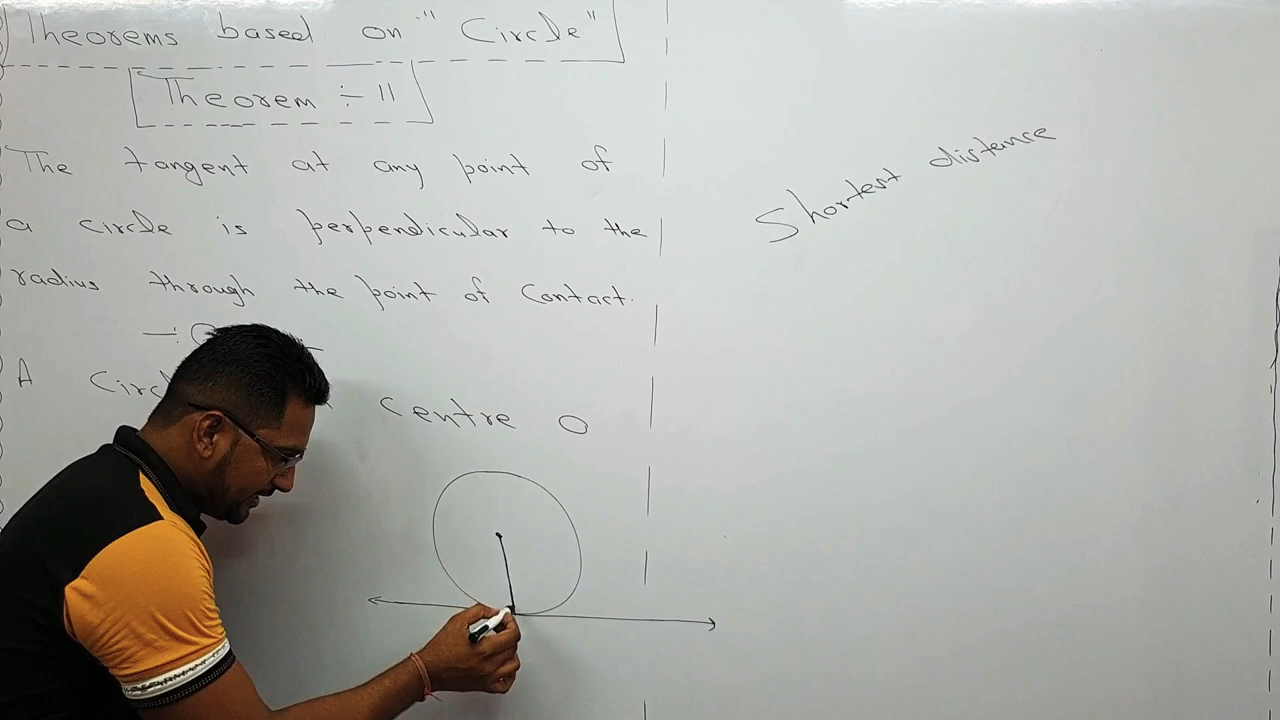 Theorems based on "Circle"
Theorem ÷ 11
The tangent at any point of
a circle is perpendicular to the
radius through the point of Contact.
A centre O
Shortest distance